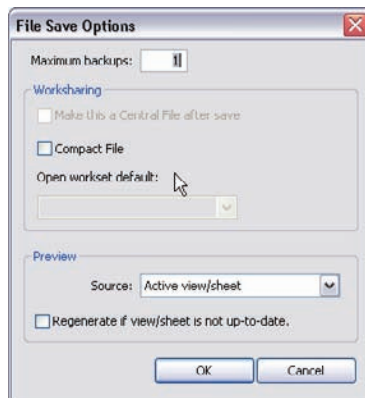 File Save Options
Maximum backups: 1
Worksharing
Make this a Central File after save
Compact File
Open workset default:
Preview
Source: Active view/sheet
Regenerate if view/sheet is not up-to-date.
OK Cancel